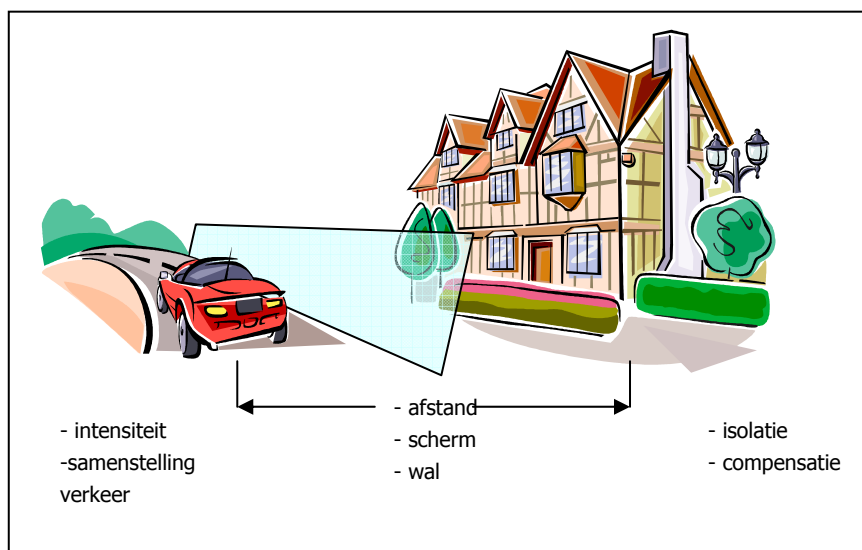 - intensiteit
-samenstelling
verkeer
- afstand
- scherm
- wal
- isolatie
- compensatie